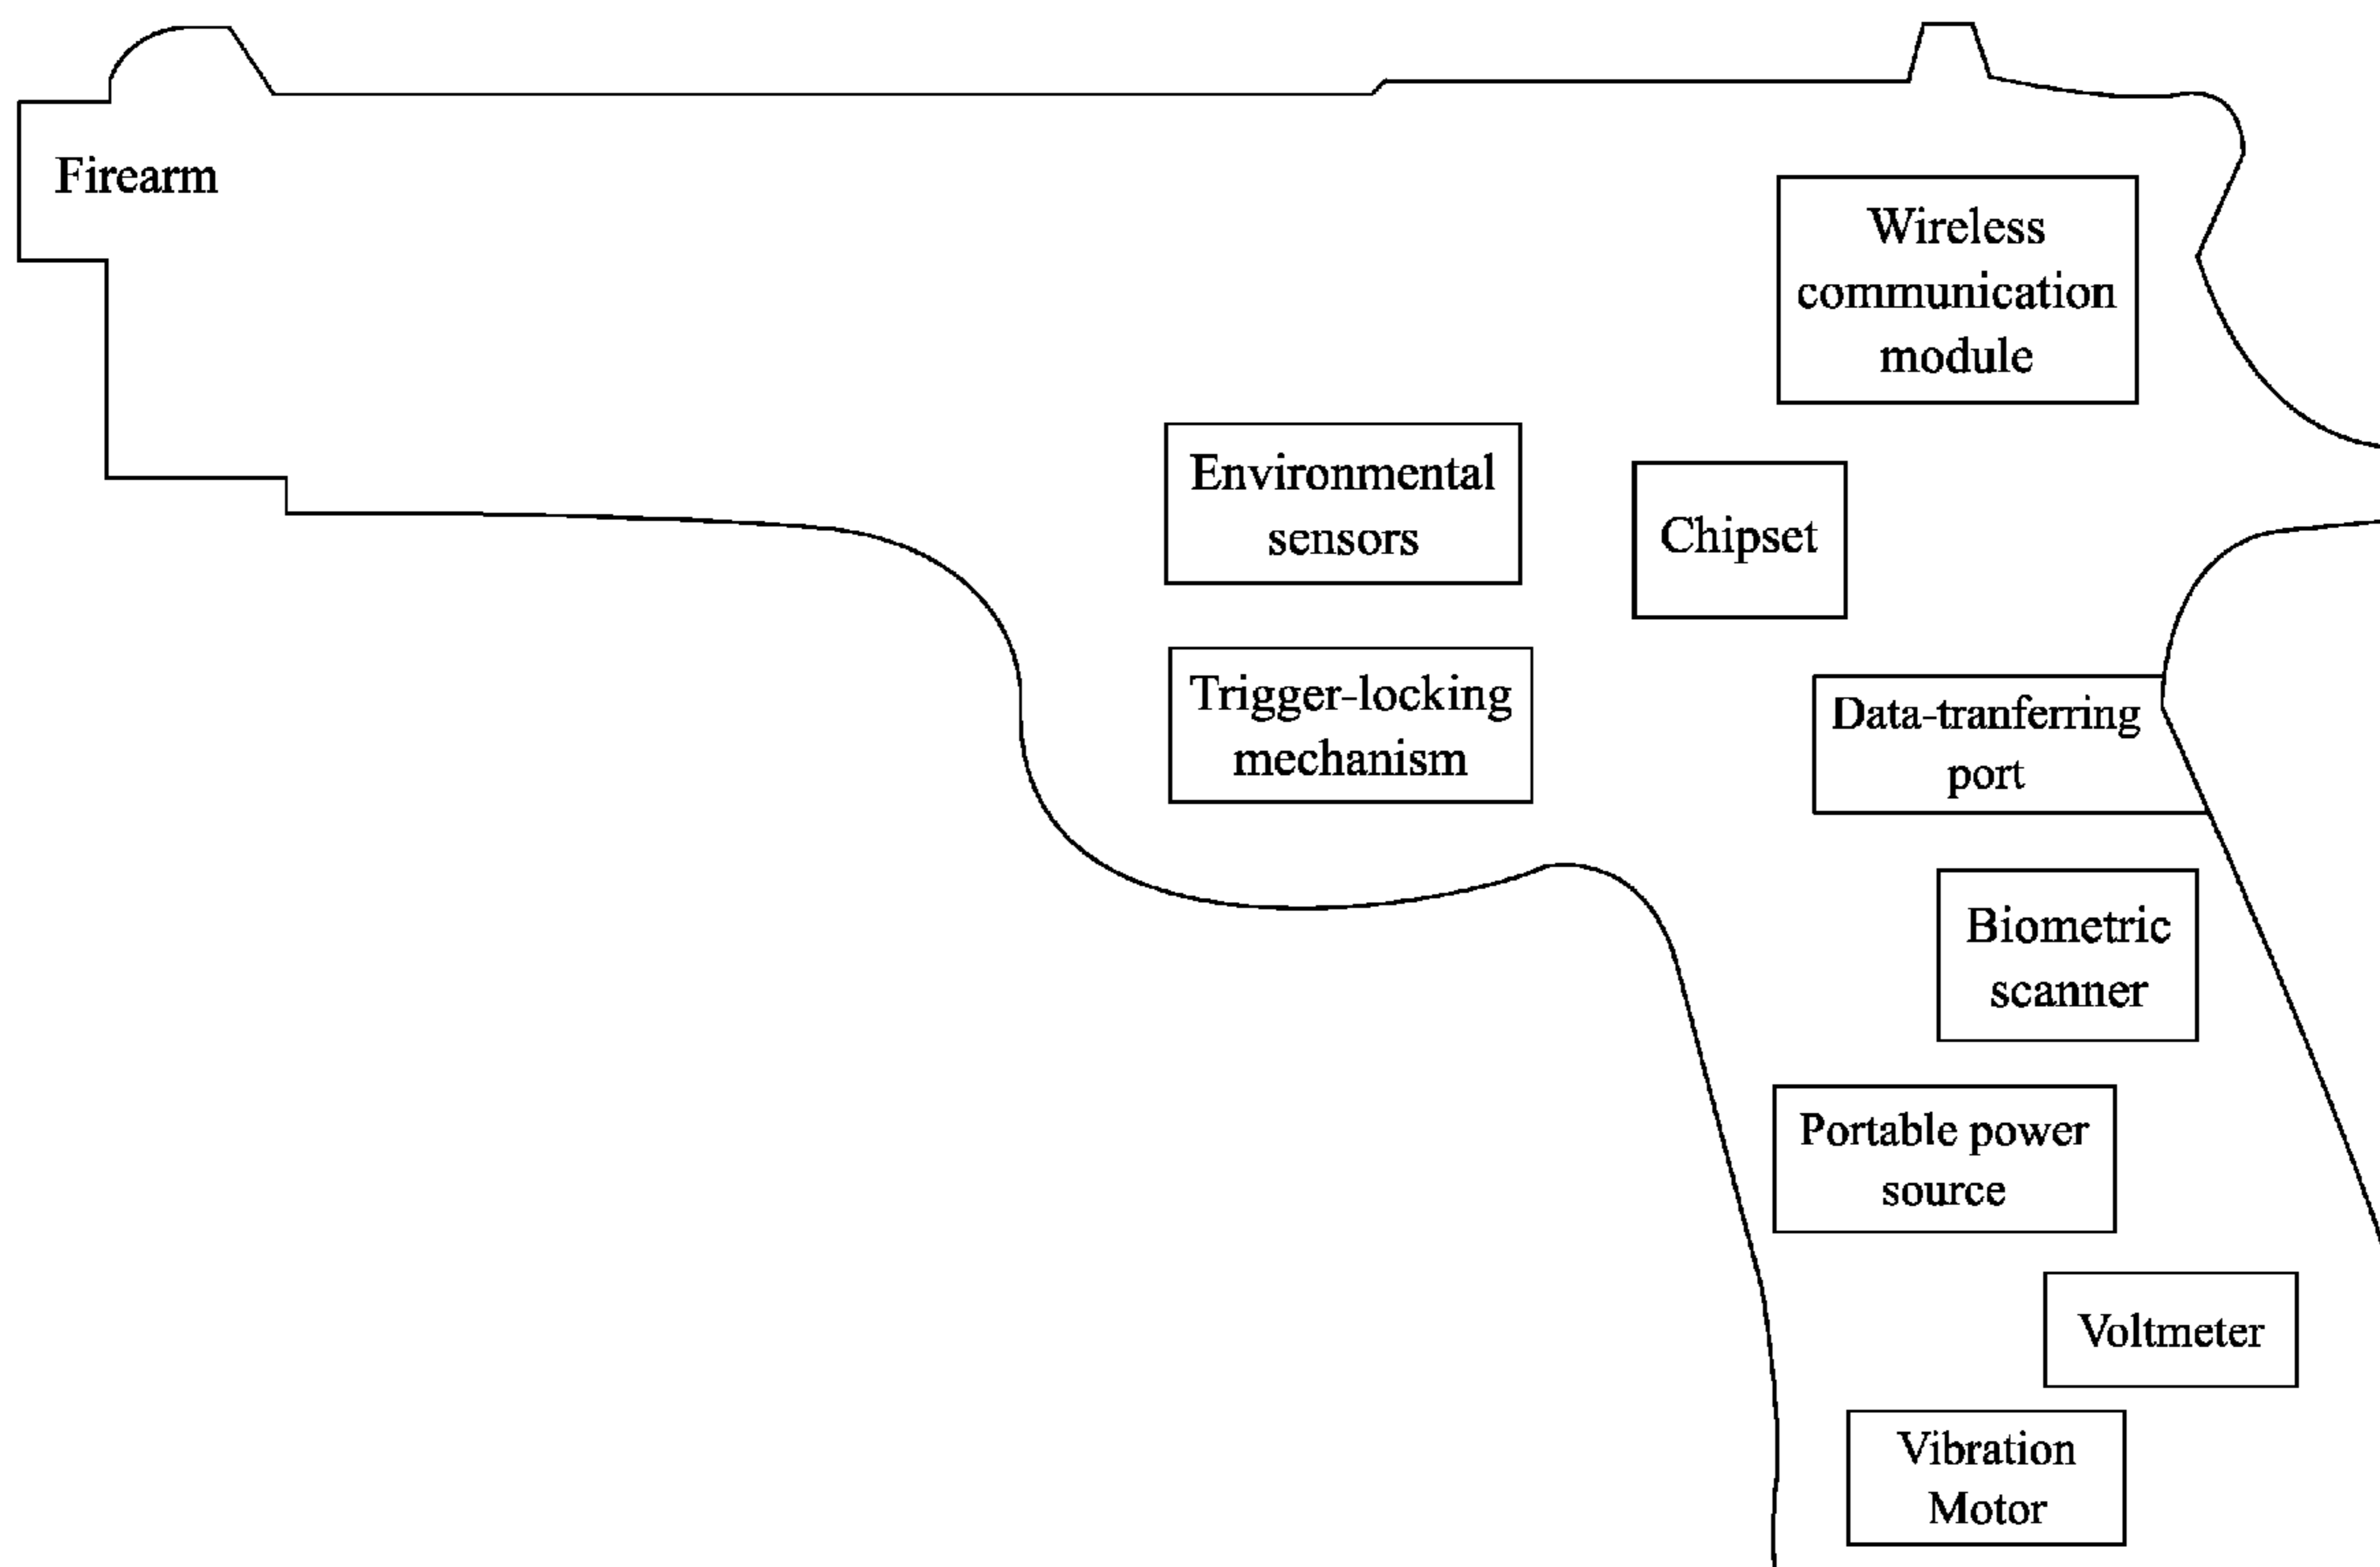 Firearm
Wireless
communication
module
Environmental
sensors
Chipset
Trigger-locking
mechanism
Data-tranferring
port
Biometric
scanner
Portable power
source
Voltmeter
Vibration
Motor